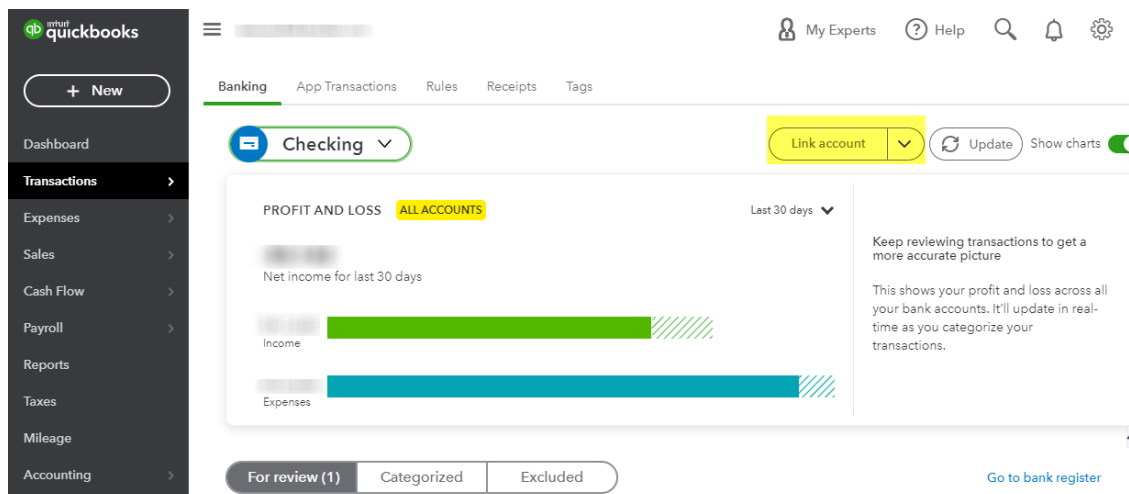 intuit
qb quickbooks
My Experts
? Help
+ New
Banking
App Transactions
Rules
Receipts
Tags
Dashboard
Transactions
Expenses
Sales
Cash Flow
Payroll
Reports
Taxes
Mileage
Accounting
Checking
Link account
Update
Show charts
PROFIT AND LOSS ALL ACCOUNTS
Last 30 days
Net income for last 30 days
Income
Expenses
Keep reviewing transactions to get a
more accurate picture
This shows your profit and loss across all
your bank accounts. It'll update in real-
time as you categorize your
transactions.
For review (1)
Categorized
Excluded
Go to bank register